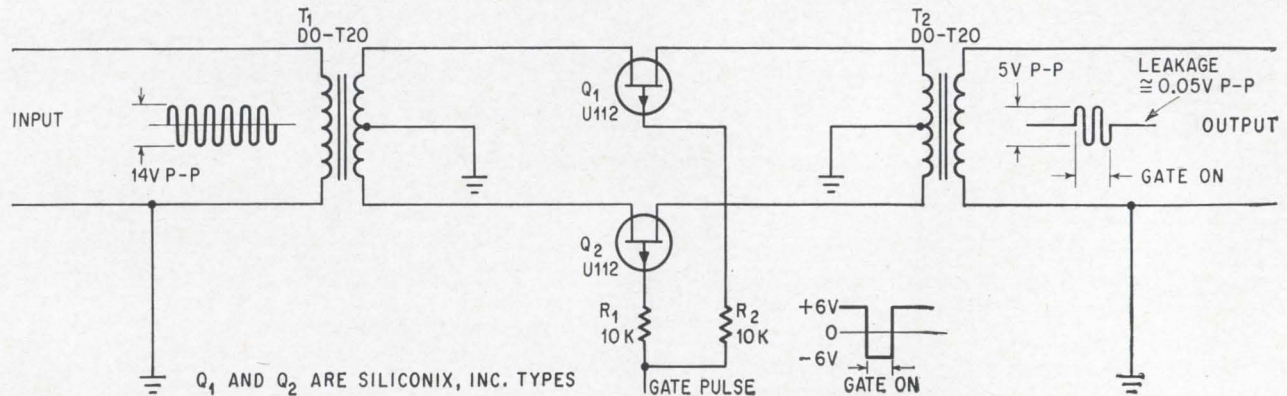 T1
DO-T20
T2
DO-T20
INPUT
14V P-P
Q1
U112
5V P-P
LEAKAGE
≅ 0.05V P-P
OUTPUT
GATE ON
Q2
U112
R1
10 K
R2
10K
+6V
0
−6V
GATE ON
GATE PULSE
Q1 AND Q2 ARE SILICONIX, INC. TYPES